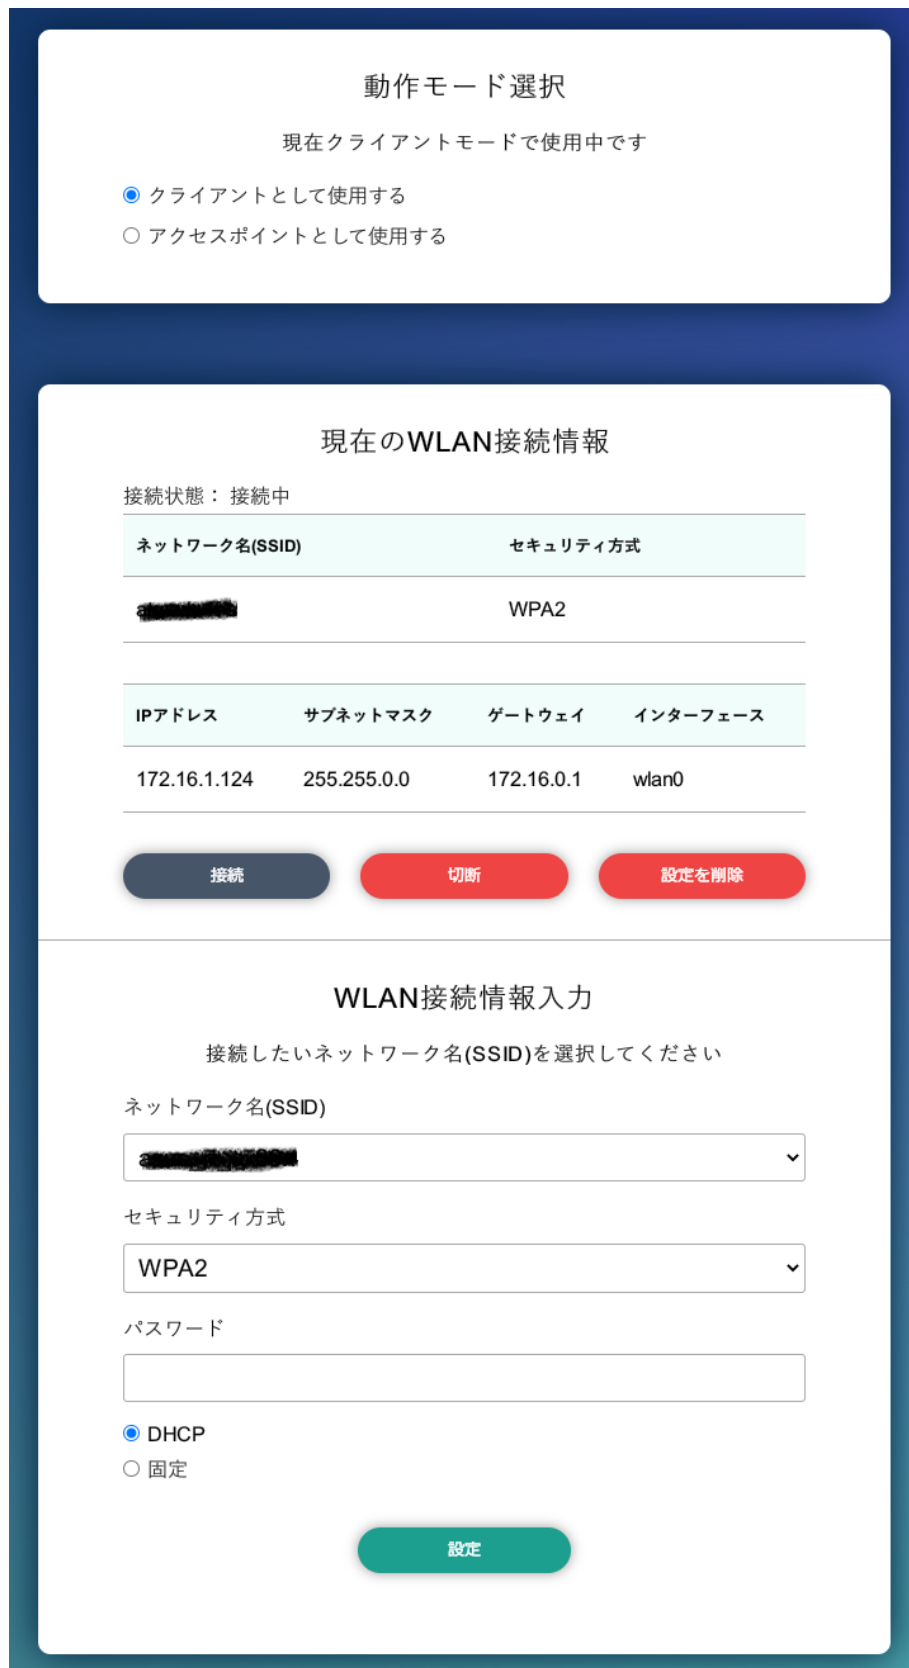 動作モード選択
現在クライアントモードで使用中です
クライアントとして使用する
アクセスポイントとして使用する
現在のWLAN接続情報
接続状態： 接続中
ネットワーク名(SSID) セキュリティ方式
WPA2
IPアドレス サブネットマスク ゲートウェイ インターフェース
172.16.1.124 255.255.0.0 172.16.0.1 wlan0
接続 切断 設定を削除
WLAN接続情報入力
接続したいネットワーク名(SSID)を選択してください
ネットワーク名(SSID)
セキュリティ方式
WPA2
パスワード
DHCP
固定
設定